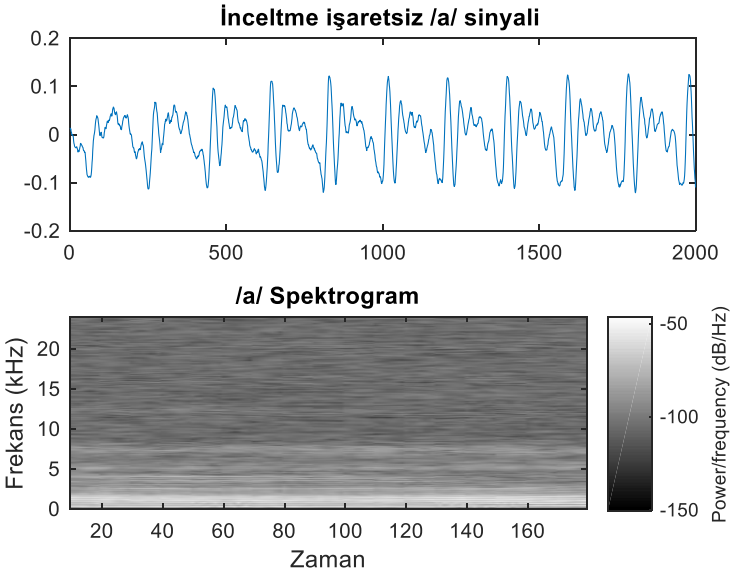 İnceltme işaretsiz /a/ sinyali
0.2
0.1
0
-0.1
-0.2
0 500 1000 1500 2000
/a/ Spektrogram
Frekans (kHz)
20
15
10
5
0
20 40 60 80 100 120 140 160
Zaman
-50
-100
-150
Power/frequency (dB/Hz)